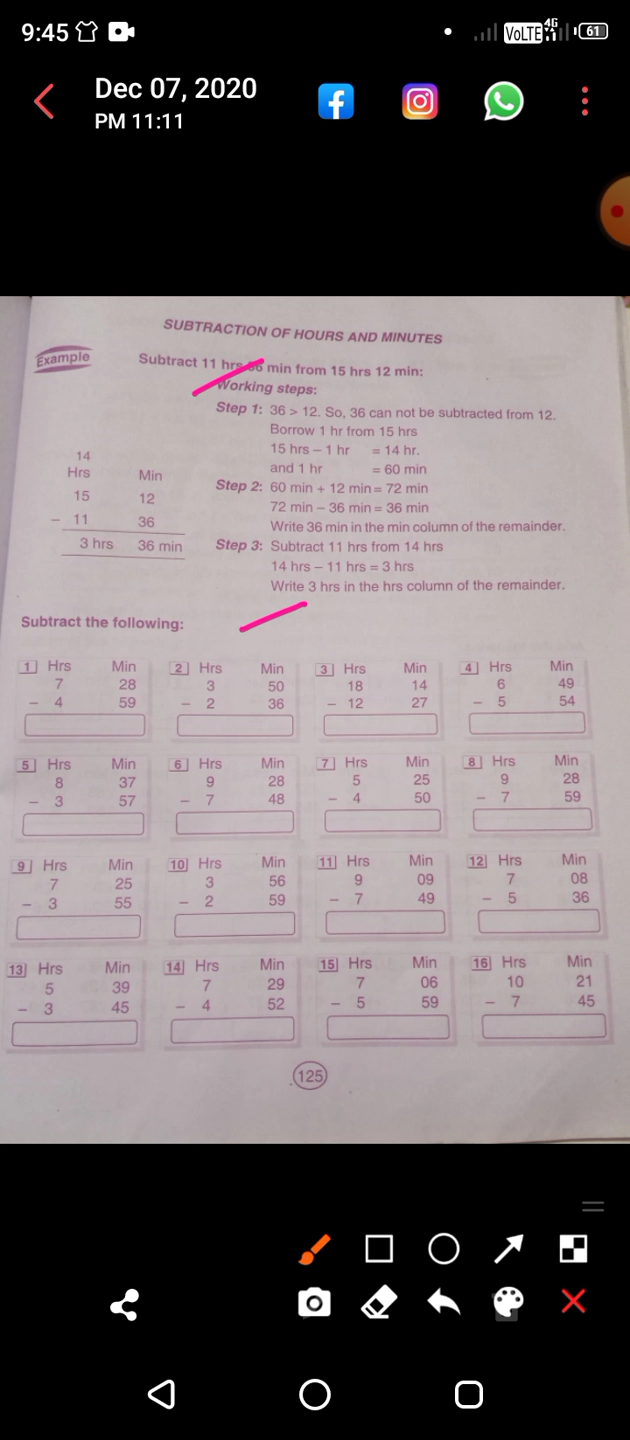 9:45
VoLTE 4G 61
Dec 07, 2020
PM 11:11
SUBTRACTION OF HOURS AND MINUTES
Example
Subtract 11 hrs 36 min from 15 hrs 12 min:
Working steps:
Step 1: 36 > 12. So, 36 can not be subtracted from 12.
Borrow 1 hr from 15 hrs
15 hrs – 1 hr = 14 hr.
and 1 hr = 60 min
Step 2: 60 min + 12 min = 72 min
72 min – 36 min = 36 min
Write 36 min in the min column of the remainder.
Step 3: Subtract 11 hrs from 14 hrs
14 hrs – 11 hrs = 3 hrs
Write 3 hrs in the hrs column of the remainder.
14
Hrs Min
15 12
– 11 36
3 hrs 36 min
Subtract the following:
1 Hrs Min
7 28
– 4 59
2 Hrs Min
3 50
– 2 36
3 Hrs Min
18 14
– 12 27
4 Hrs Min
6 49
– 5 54
5 Hrs Min
8 37
– 3 57
6 Hrs Min
9 28
– 7 48
7 Hrs Min
5 25
– 4 50
8 Hrs Min
9 28
– 7 59
9 Hrs Min
7 25
– 3 55
10 Hrs Min
3 56
– 2 59
11 Hrs Min
9 09
– 7 49
12 Hrs Min
7 08
– 5 36
13 Hrs Min
5 39
– 3 45
14 Hrs Min
7 29
– 4 52
15 Hrs Min
7 06
– 5 59
16 Hrs Min
10 21
– 7 45
125